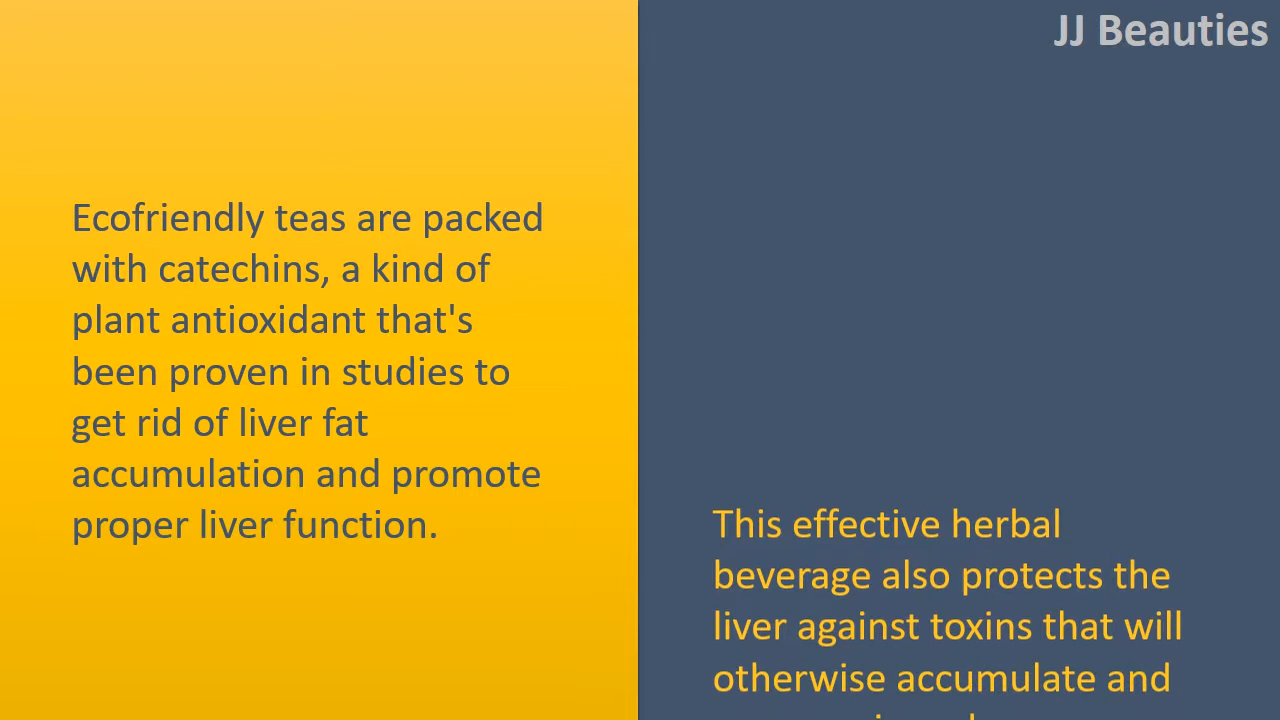 JJ Beauties
Ecofriendly teas are packed
with catechins, a kind of
plant antioxidant that's
been proven in studies to
get rid of liver fat
accumulation and promote
proper liver function.
This effective herbal
beverage also protects the
liver against toxins that will
otherwise accumulate and